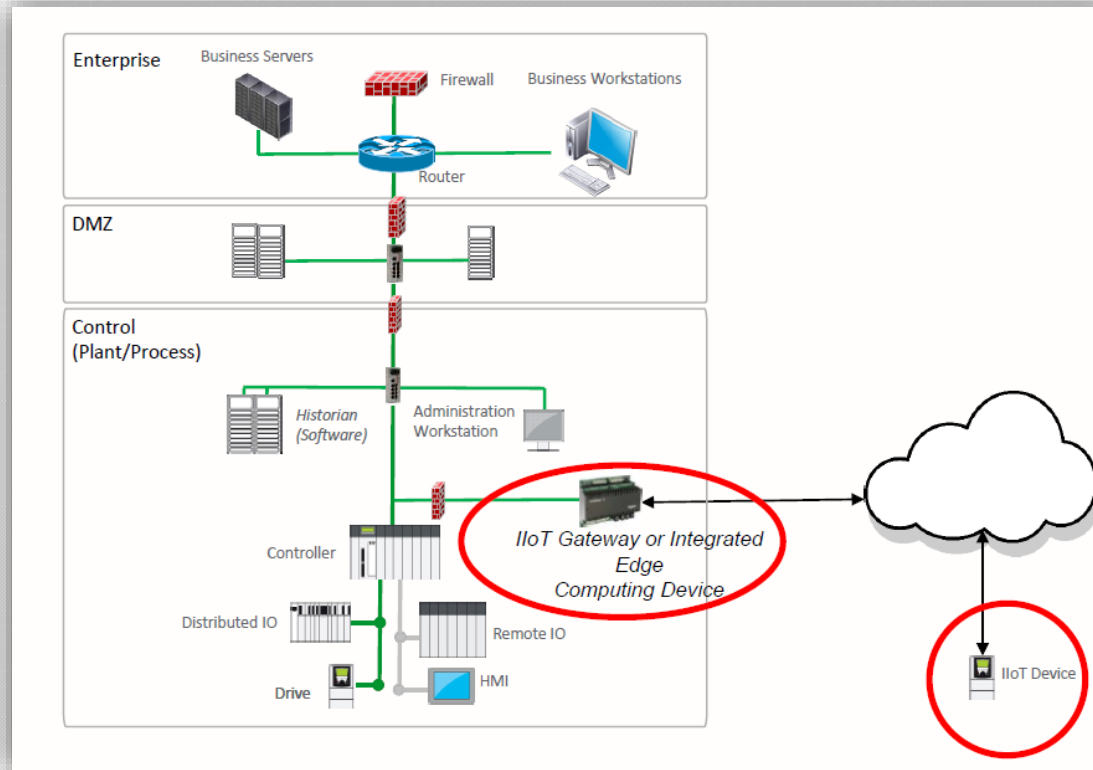 Enterprise
Business Servers
Firewall
Business Workstations
Router
DMZ
Control
(Plant/Process)
Historian
(Software)
Administration
Workstation
IIoT Gateway or Integrated
Edge
Computing Device
Controller
Distributed IO
Remote IO
Drive
HMI
IIoT Device